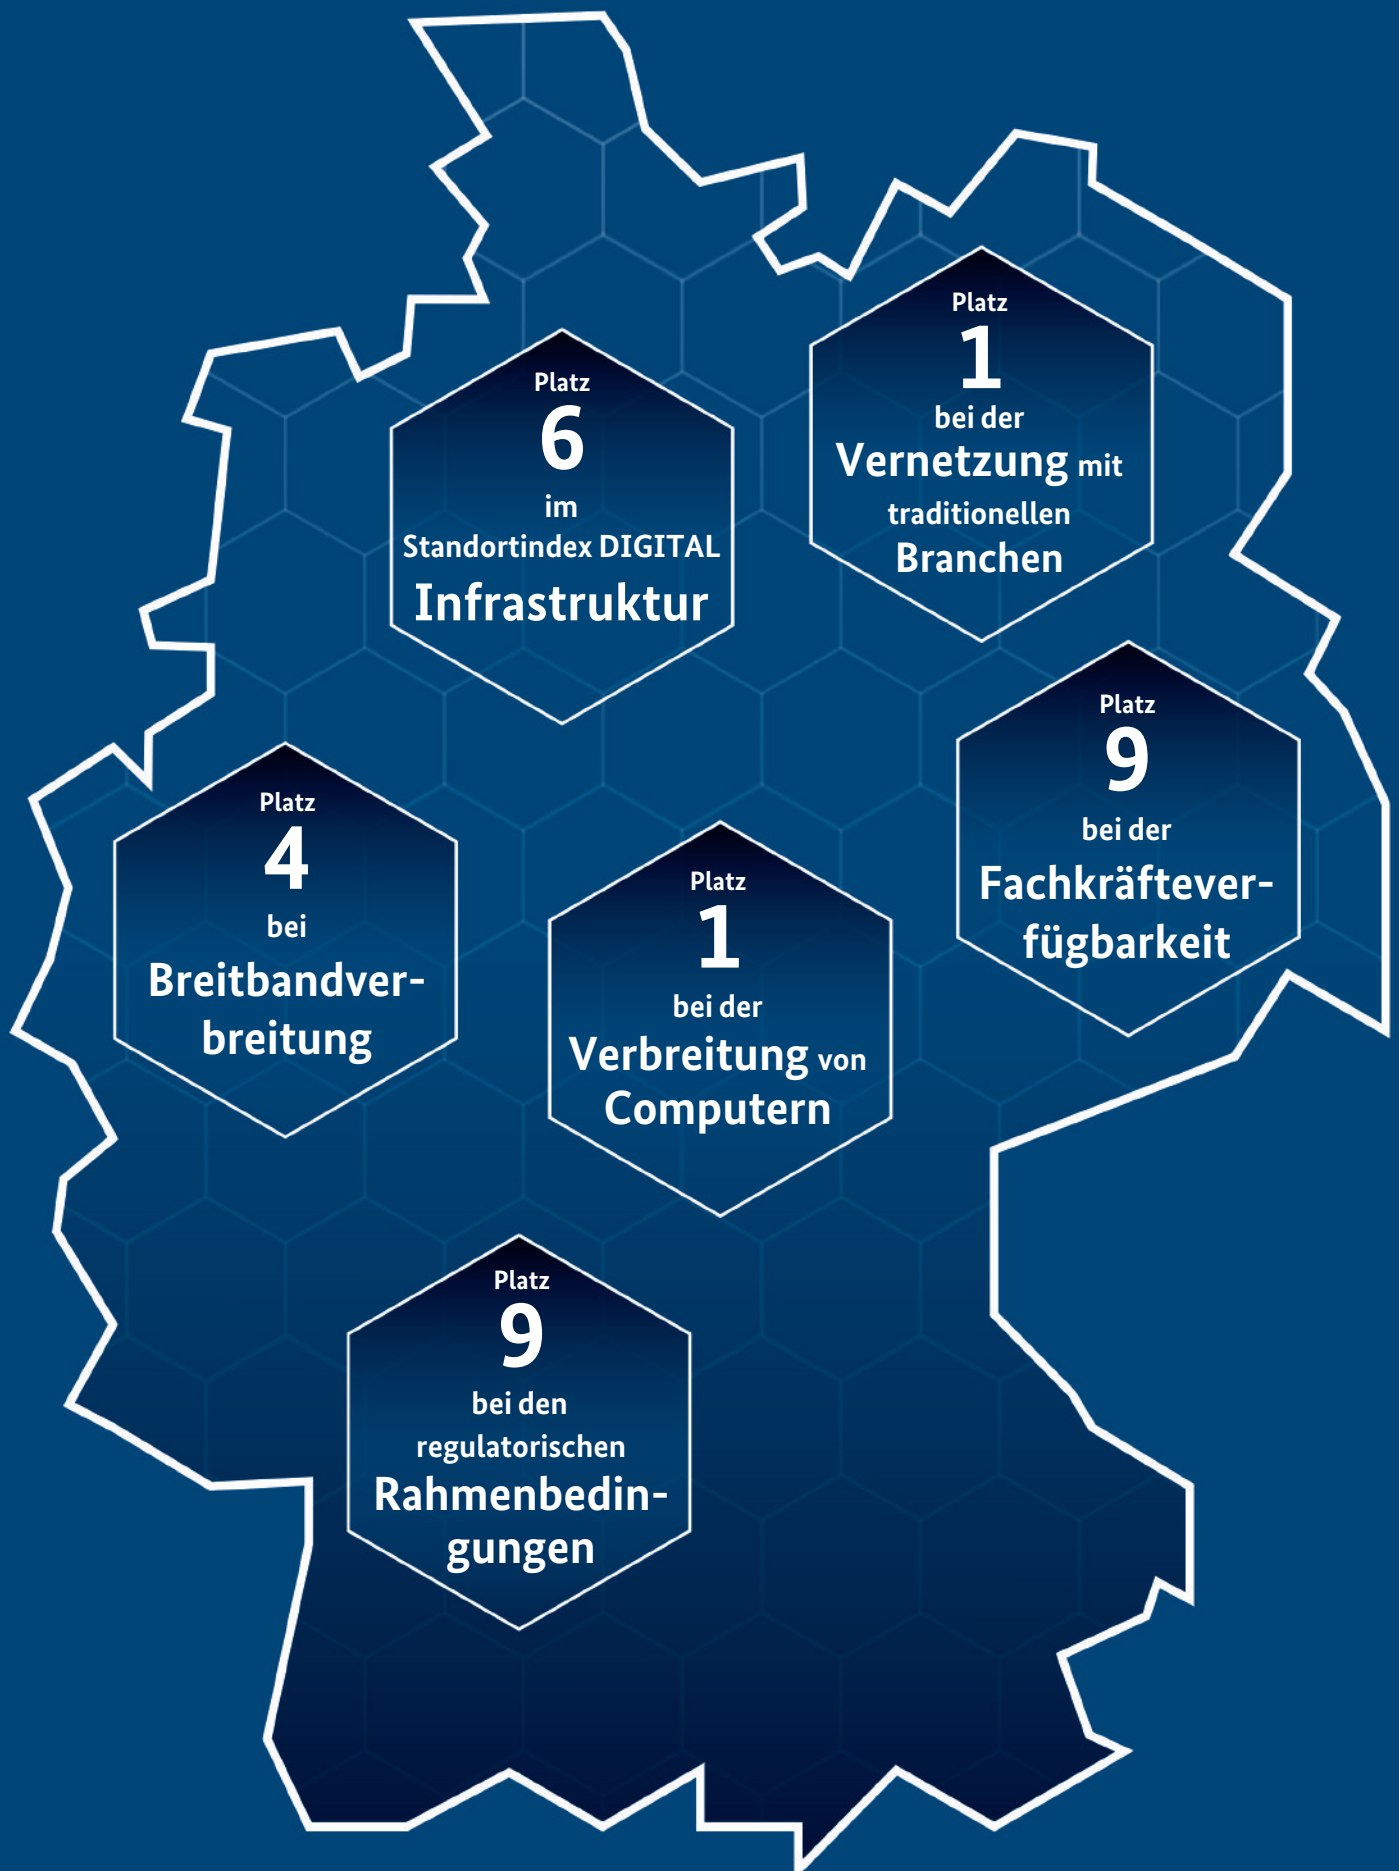 Platz
1
bei der
Vernetzung mit
traditionellen
Branchen
Platz
6
im
Standortindex DIGITAL
Infrastruktur
Platz
9
bei der
Fachkräftever-
fügbarkeit
Platz
4
bei
Breitbandver-
breitung
Platz
1
bei der
Verbreitung von
Computern
Platz
9
bei den
regulatorischen
Rahmenbedin-
gungen